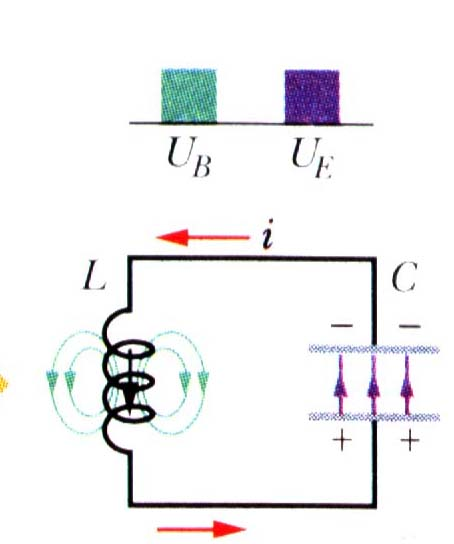 U_B U_E
i
L C
− −
+ +